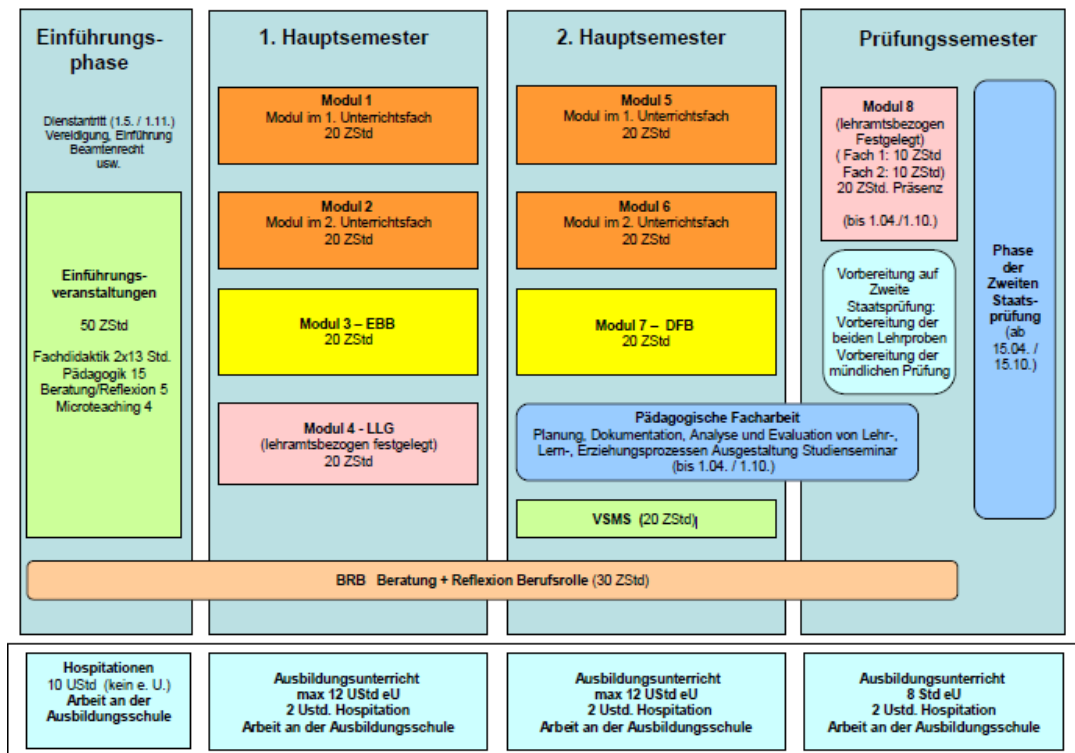 Einführungs-
phase
Dienstantritt (1.5. / 1.11.)
Vereidigung, Einführung
Beamtenrecht
usw.
Einführungs-
veranstaltungen
50 ZStd
Fachdidaktik 2x13 Std.
Pädagogik 15
Beratung/Reflexion 5
Microteaching 4
1. Hauptsemester
Modul 1
Modul im 1. Unterrichtsfach
20 ZStd
Modul 2
Modul im 2. Unterrichtsfach
20 ZStd
Modul 3 – EBB
20 ZStd
Modul 4 - LLG
(lehramtsbezogen festgelegt)
20 ZStd
2. Hauptsemester
Modul 5
Modul im 1. Unterrichtsfach
20 ZStd
Modul 6
Modul im 2. Unterrichtsfach
20 ZStd
Modul 7 – DFB
20 ZStd
Pädagogische Facharbeit
Planung, Dokumentation, Analyse und Evaluation von Lehr-,
Lern-, Erziehungsprozessen Ausgestaltung Studienseminar
(bis 1.04. / 1.10.)
VSMS (20 ZStd)
Prüfungssemester
Modul 8
(lehramtsbezogen
Festgelegt)
( Fach 1: 10 ZStd
Fach 2: 10 ZStd)
20 ZStd. Präsenz
(bis 1.04./1.10.)
Vorbereitung auf
Zweite
Staatsprüfung:
Vorbereitung der
beiden Lehrproben
Vorbereitung der
mündlichen Prüfung
Phase
der
Zweiten
Staats-
prüfung
(ab
15.04. /
15.10.)
BRB Beratung + Reflexion Berufsrolle (30 ZStd)
Hospitationen
10 UStd (kein e. U.)
Arbeit an der
Ausbildungsschule
Ausbildungsunterricht
max 12 UStd eU
2 Ustd. Hospitation
Arbeit an der Ausbildungsschule
Ausbildungsunterricht
max 12 UStd eU
2 Ustd. Hospitation
Arbeit an der Ausbildungsschule
Ausbildungsunterricht
8 Std eU
2 Ustd. Hospitation
Arbeit an der Ausbildungsschule